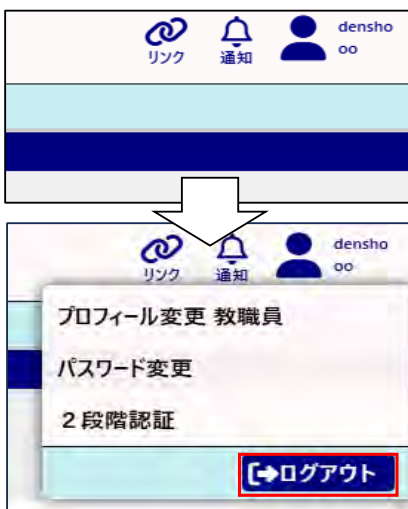 densho
リンク 通知 oo
densho
リンク 通知 oo
プロフィール変更 教職員
パスワード変更
２段階認証
ログアウト